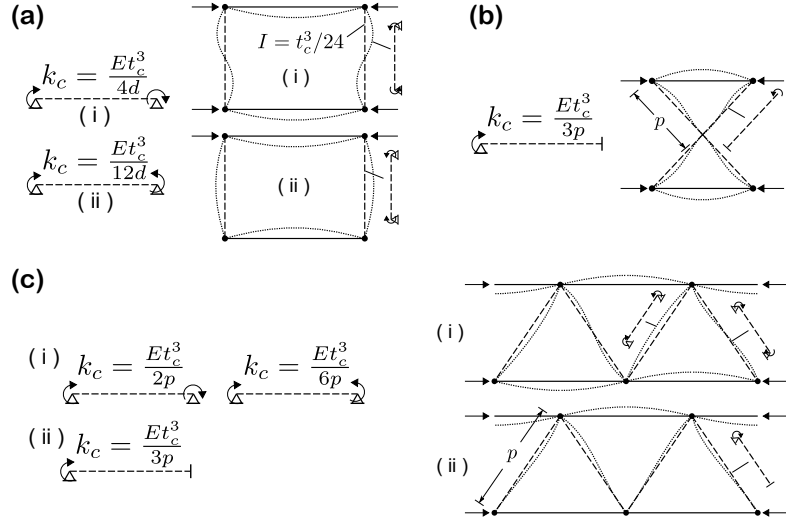 (a)
k_c = Et_c^3/4d
(i)
k_c = Et_c^3/12d
(ii)
I = t_c^3/24
(i)
(ii)
(b)
k_c = Et_c^3/3p
p
(c)
(i) k_c = Et_c^3/2p k_c = Et_c^3/6p
(ii) k_c = Et_c^3/3p
(i)
(ii)
p